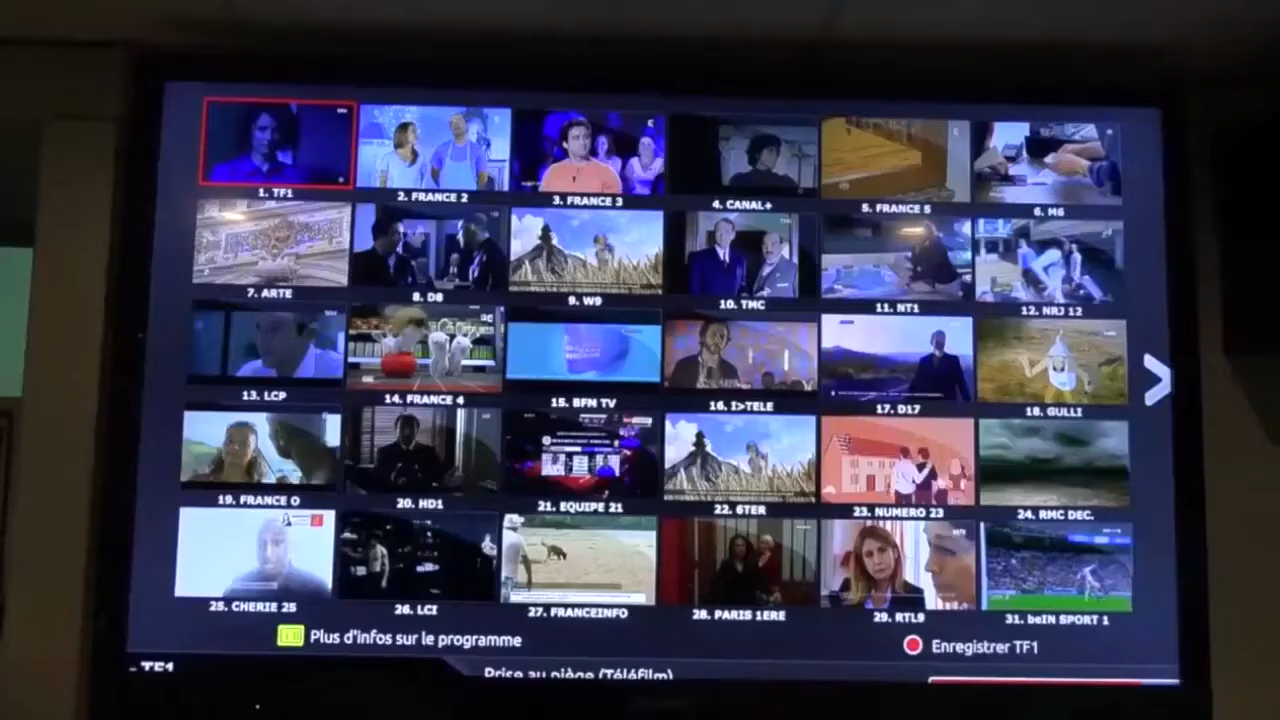 1. TF1
2. FRANCE 2
3. FRANCE 3
4. CANAL+
5. FRANCE 5
6. M6
7. ARTE
8. D8
9. W9
10. TMC
11. NT1
12. NRJ 12
13. LCP
14. FRANCE 4
15. BFM TV
16. I>TELE
17. D17
18. GULLI
19. FRANCE O
20. HD1
21. EQUIPE 21
22. 6TER
23. NUMERO 23
24. RMC DEC.
25. CHERIE 25
26. LCI
27. FRANCEINFO
28. PARIS 1ERE
29. RTL9
31. beIN SPORT 1
Plus d'infos sur le programme
Enregistrer TF1
TF1
Prise au piège (Téléfilm)